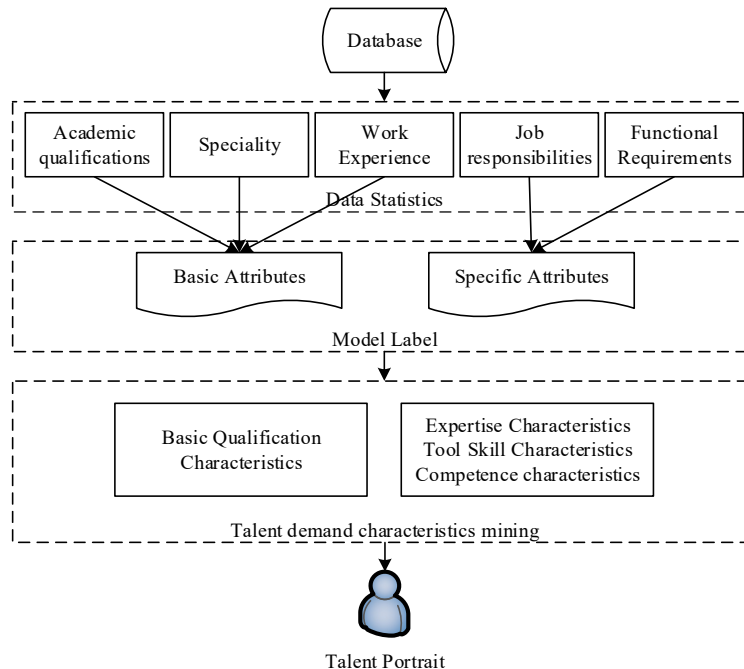 Database
Academic
qualifications
Speciality
Work
Experience
Job
responsibilities
Functional
Requirements
Data Statistics
Basic Attributes
Specific Attributes
Model Label
Basic Qualification
Characteristics
Expertise Characteristics
Tool Skill Characteristics
Competence characteristics
Talent demand characteristics mining
Talent Portrait